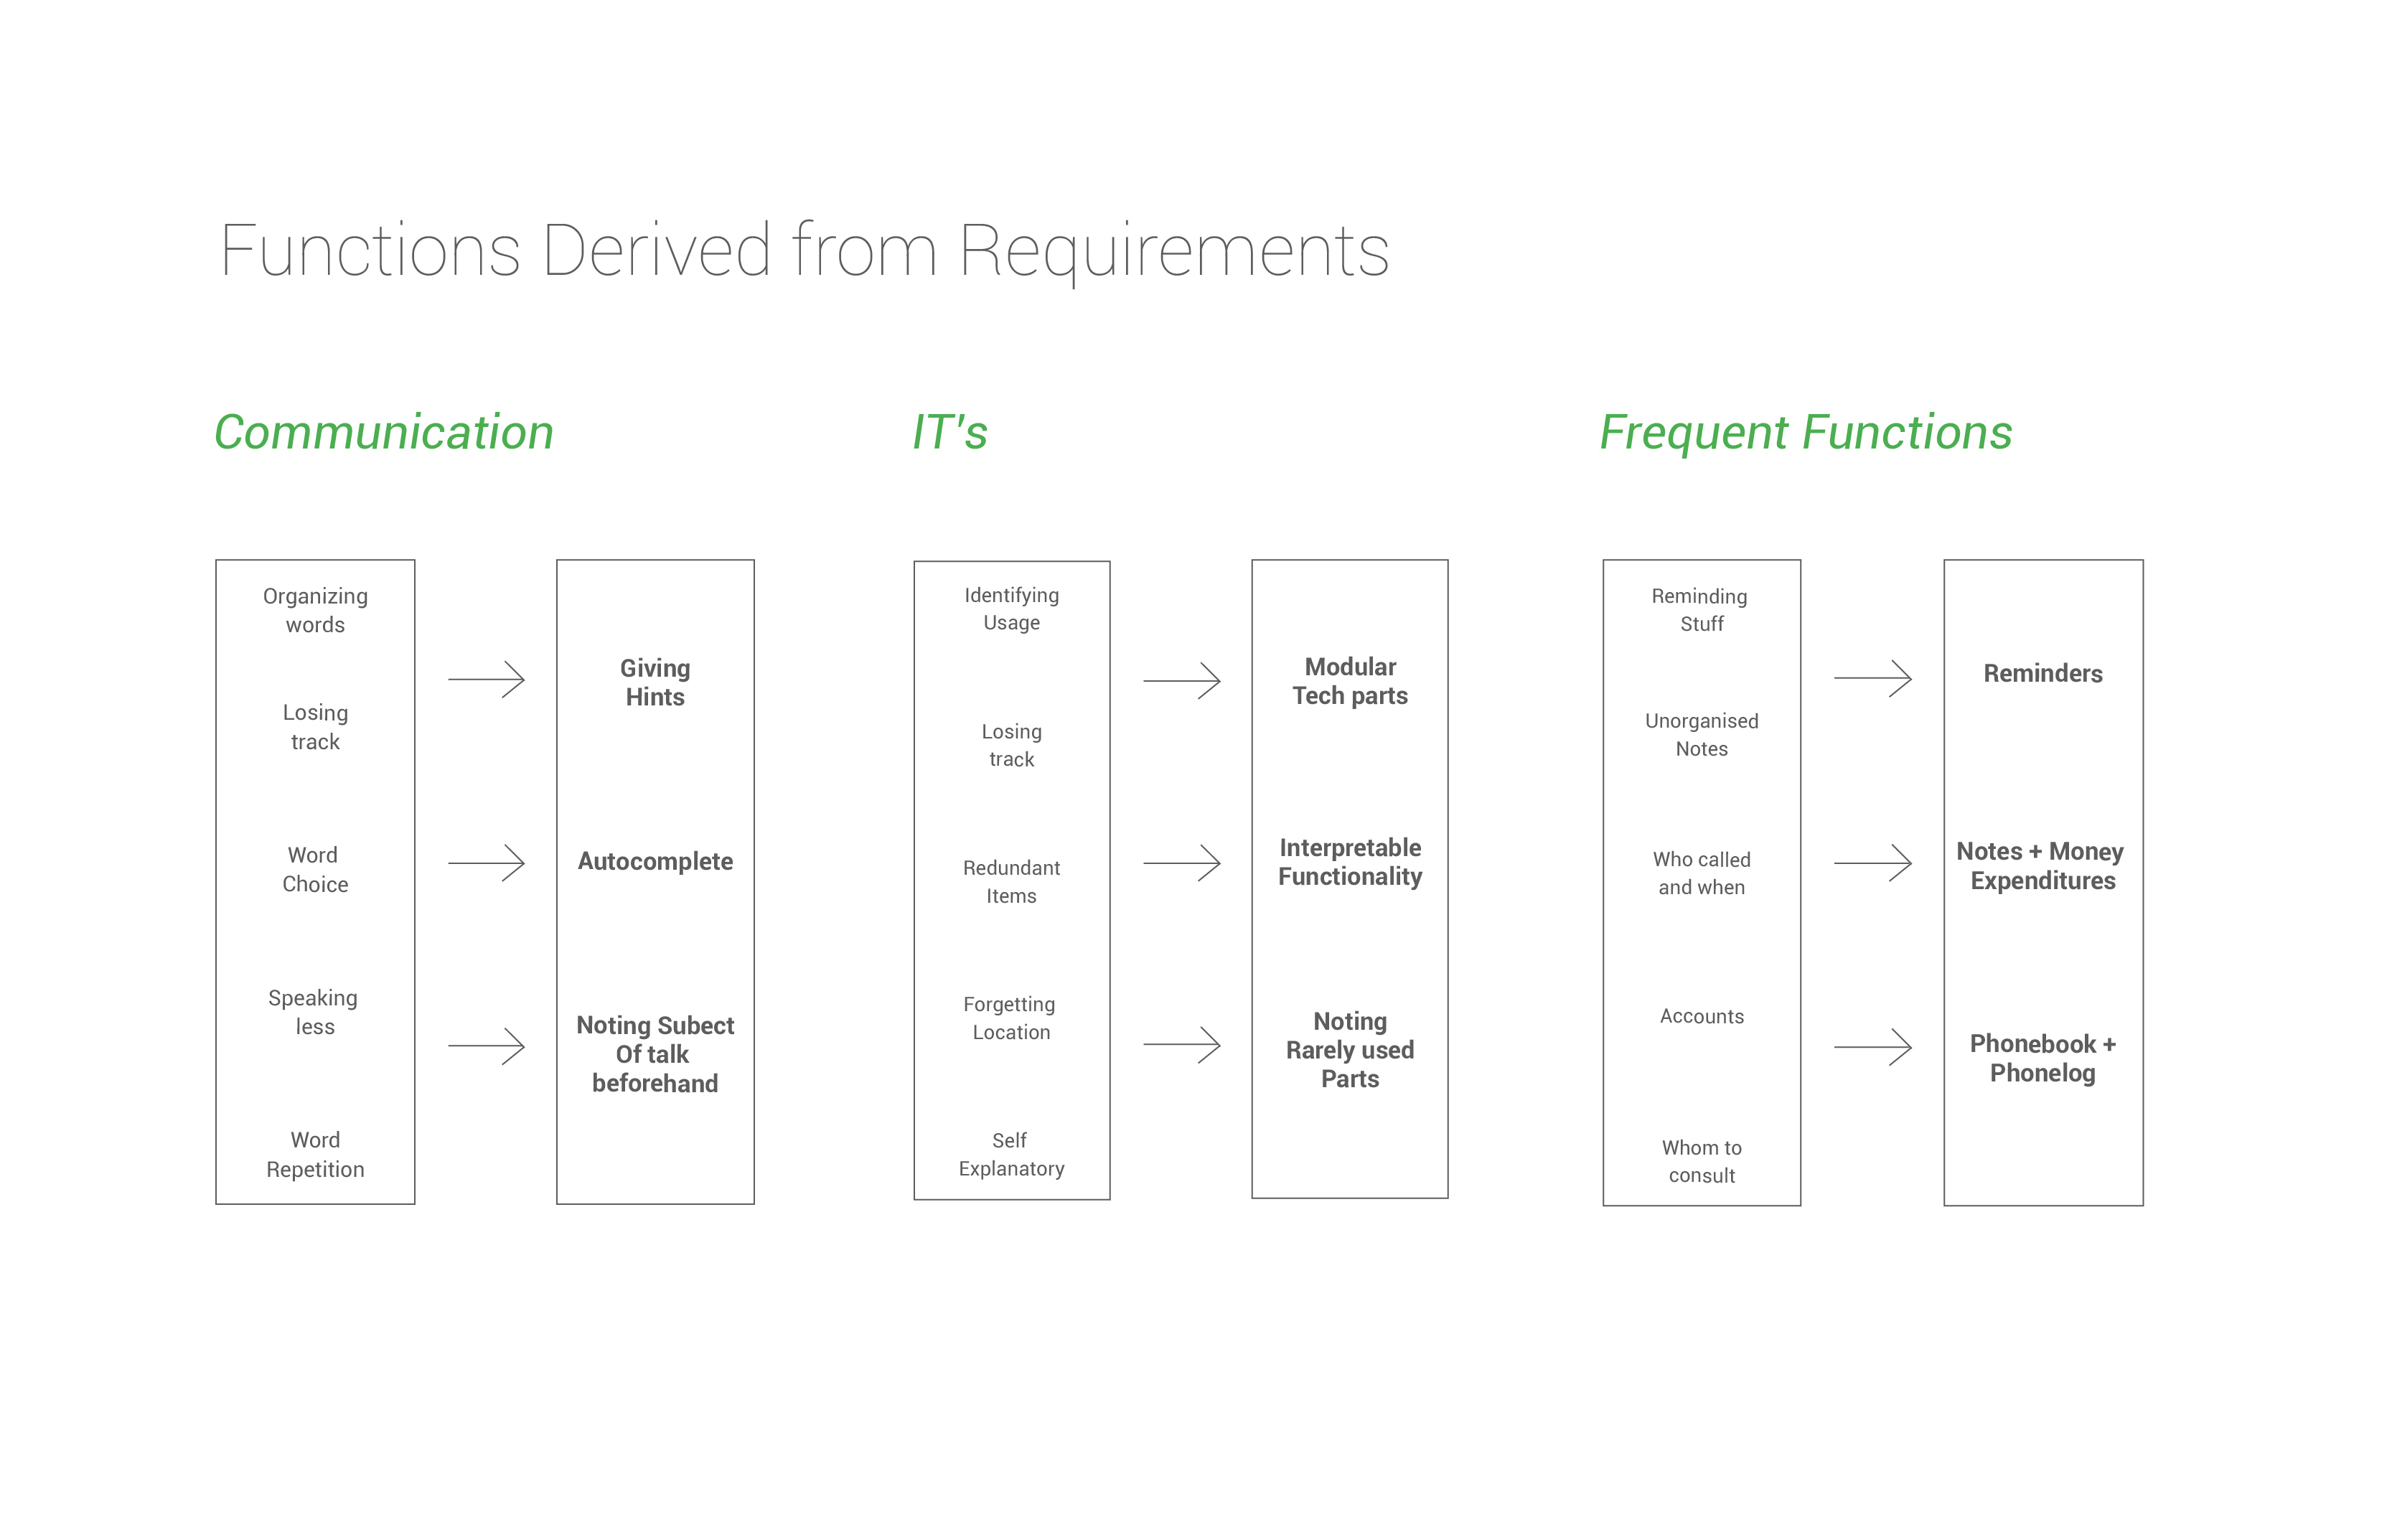 Functions Derived from Requirements
Communication
Organizing
words
Losing
track
Word
Choice
Speaking
less
Word
Repetition
Giving
Hints
Autocomplete
Noting Subect
Of talk
beforehand
IT's
Identifying
Usage
Losing
track
Redundant
Items
Forgetting
Location
Self
Explanatory
Modular
Tech parts
Interpretable
Functionality
Noting
Rarely used
Parts
Frequent Functions
Reminding
Stuff
Unorganised
Notes
Who called
and when
Accounts
Whom to
consult
Reminders
Notes + Money
Expenditures
Phonebook +
Phonelog